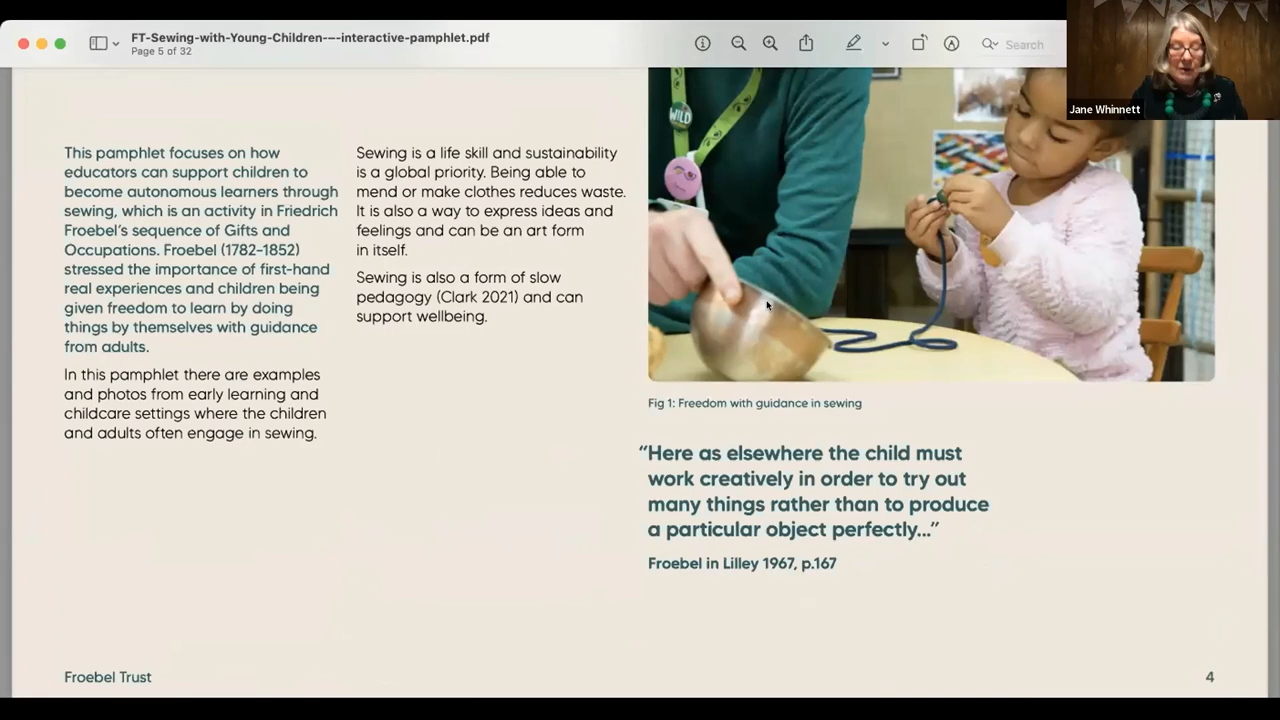 FT-Sewing-with-Young-Children----interactive-pamphlet.pdf
Page 5 of 32
Search
Jane Whinnett
This pamphlet focuses on how
educators can support children to
become autonomous learners through
sewing, which is an activity in Friedrich
Froebel's sequence of Gifts and
Occupations. Froebel (1782-1852)
stressed the importance of first-hand
real experiences and children being
given freedom to learn by doing
things by themselves with guidance
from adults.
In this pamphlet there are examples
and photos from early learning and
childcare settings where the children
and adults often engage in sewing.
Sewing is a life skill and sustainability
is a global priority. Being able to
mend or make clothes reduces waste.
It is also a way to express ideas and
feelings and can be an art form
in itself.
Sewing is also a form of slow
pedagogy (Clark 2021) and can
support wellbeing.
WILD
Fig 1: Freedom with guidance in sewing
“Here as elsewhere the child must
work creatively in order to try out
many things rather than to produce
a particular object perfectly...”
Froebel in Lilley 1967, p.167
Froebel Trust
4